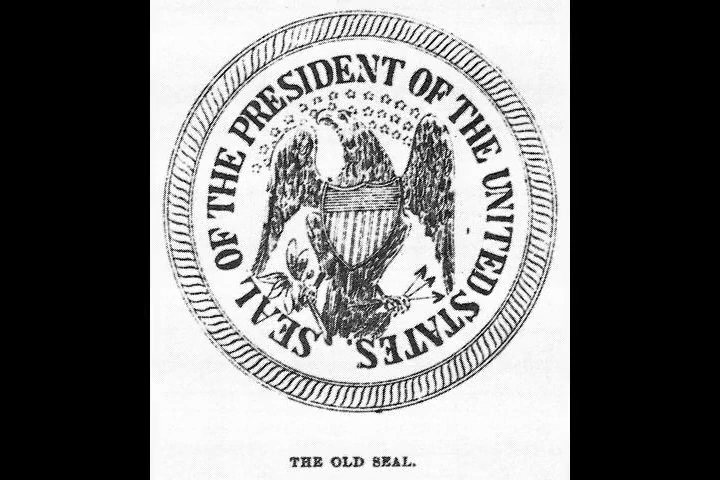 SEAL OF THE PRESIDENT OF THE UNITED STATES.
THE OLD SEAL.